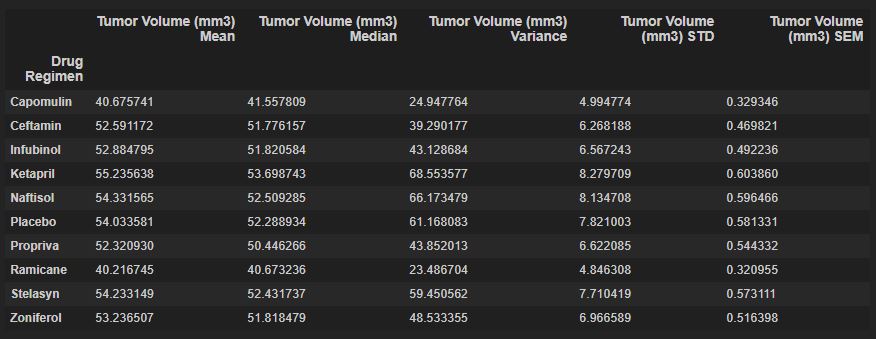 Tumor Volume (mm3) Mean Tumor Volume (mm3) Median Tumor Volume (mm3) Variance Tumor Volume (mm3) STD Tumor Volume (mm3) SEM
Drug Regimen
Capomulin 40.675741 41.557809 24.947764 4.994774 0.329346
Ceftamin 52.591172 51.776157 39.290177 6.268188 0.469821
Infubinol 52.884795 51.820584 43.128684 6.567243 0.492236
Ketapril 55.235638 53.698743 68.553577 8.279709 0.603860
Naftisol 54.331565 52.509285 66.173479 8.134708 0.596466
Placebo 54.033581 52.288934 61.168083 7.821003 0.581331
Propriva 52.320930 50.446266 43.852013 6.622085 0.544332
Ramicane 40.216745 40.673236 23.486704 4.846308 0.320955
Stelasyn 54.233149 52.431737 59.450562 7.710419 0.573111
Zoniferol 53.236507 51.818479 48.533355 6.966589 0.516398